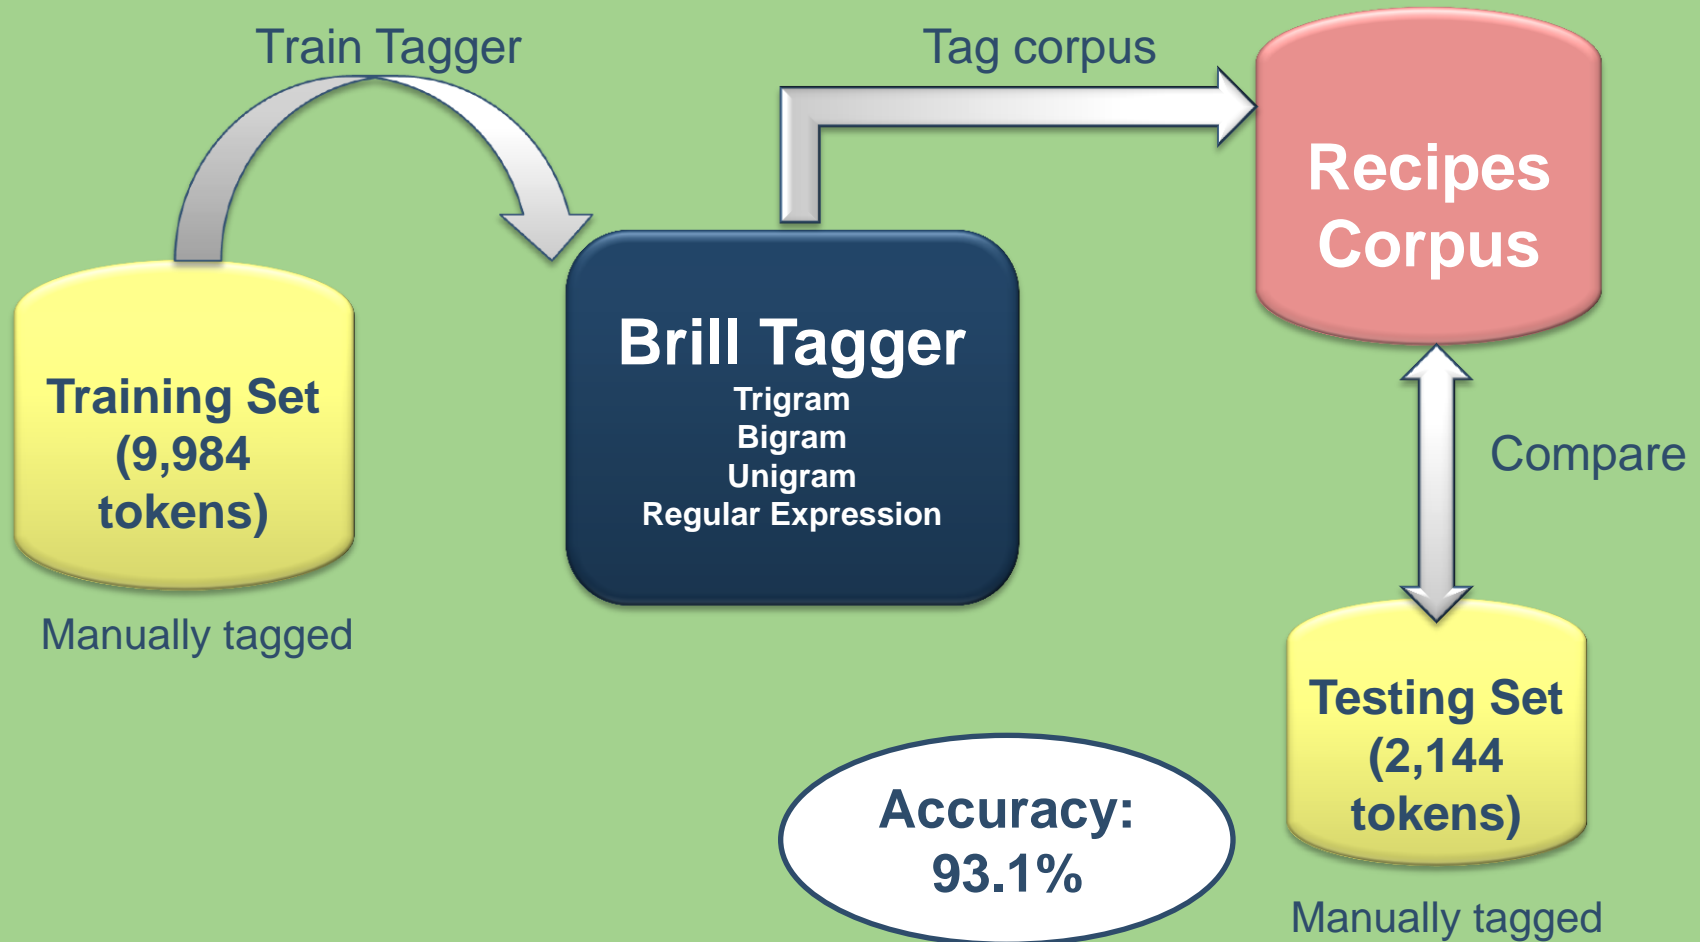 Train Tagger
Tag corpus
Recipes
Corpus
Brill Tagger
Trigram
Bigram
Unigram
Regular Expression
Training Set
(9,984
tokens)
Manually tagged
Compare
Testing Set
(2,144
tokens)
Manually tagged
Accuracy:
93.1%